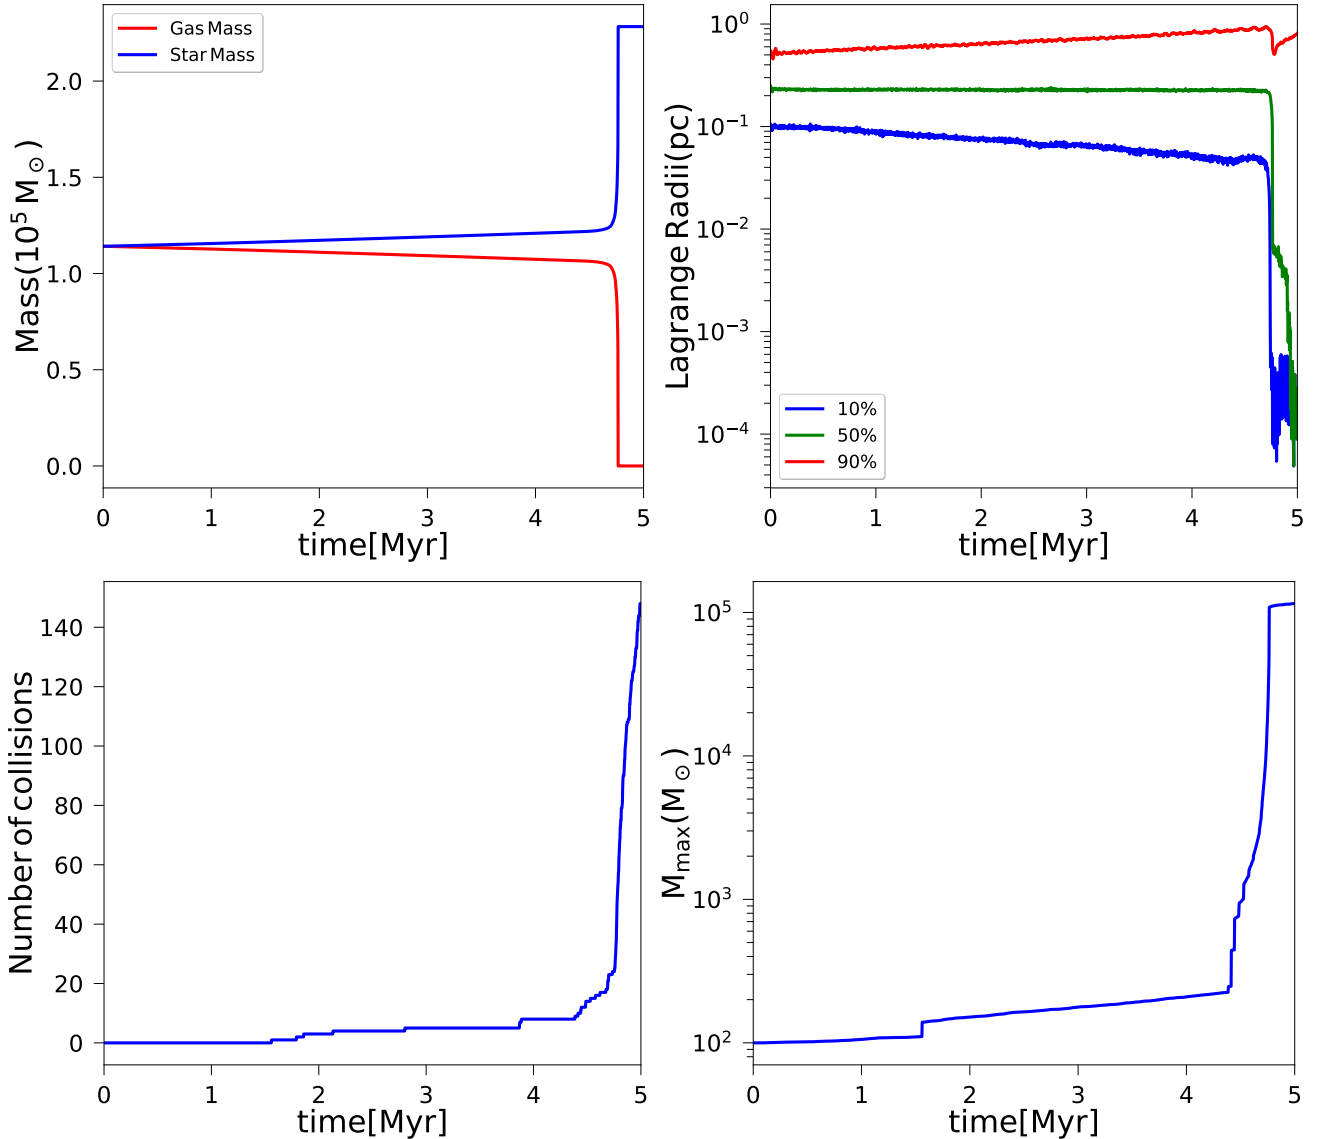 Gas Mass
Star Mass
Mass(10⁵ M⊙)
2.0
1.5
1.0
0.5
0.0
0 1 2 3 4 5
time[Myr]
Lagrange Radii(pc)
10⁰
10⁻¹
10⁻²
10⁻³
10⁻⁴
10%
50%
90%
0 1 2 3 4 5
time[Myr]
Number of collisions
140
120
100
80
60
40
20
0
0 1 2 3 4 5
time[Myr]
Mmax(M⊙)
10⁵
10⁴
10³
10²
0 1 2 3 4 5
time[Myr]